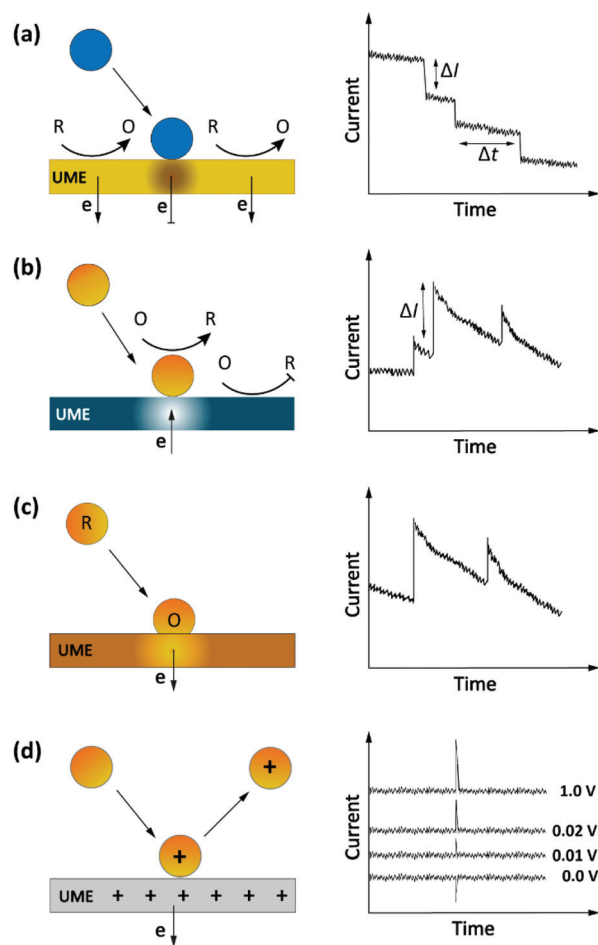 (a)
R O R O
UME
e e e
Current
ΔI
Δt
Time
(b)
O R
O R
UME
e
Current
ΔI
Time
(c)
R
O
UME
e
Current
Time
(d)
+
+
UME + + + + + +
e
Current
1.0 V
0.02 V
0.01 V
0.0 V
Time